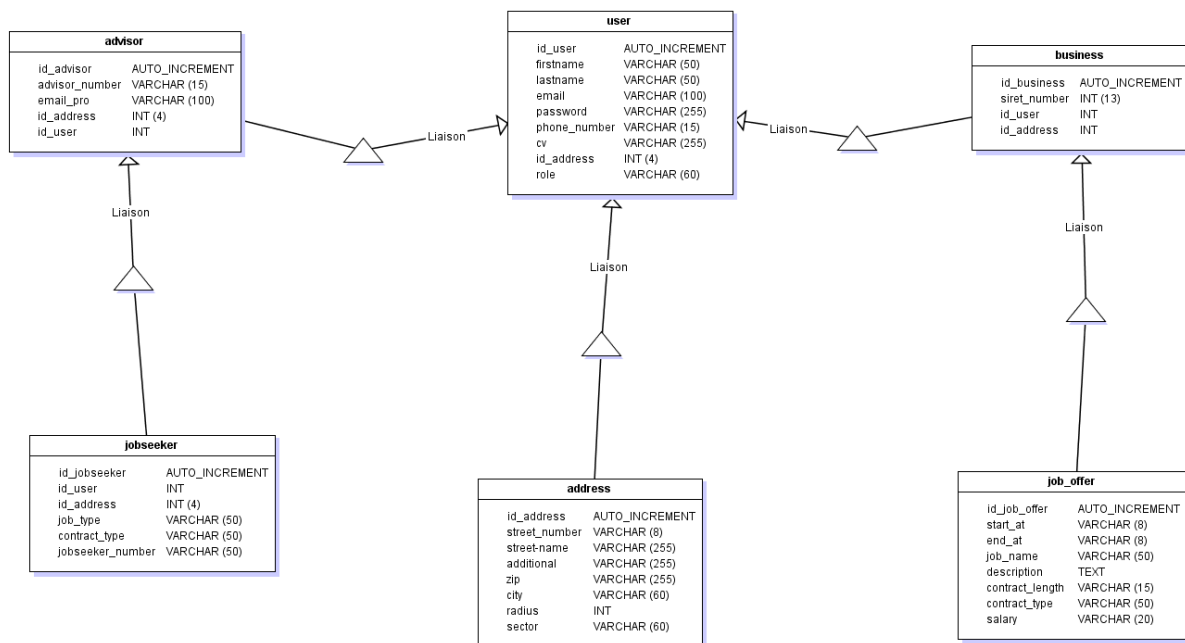 user
id_user AUTO_INCREMENT
firstname VARCHAR (50)
lastname VARCHAR (50)
email VARCHAR (100)
password VARCHAR (255)
phone_number VARCHAR (15)
cv VARCHAR (255)
id_address INT (4)
role VARCHAR (60)
advisor
id_advisor AUTO_INCREMENT
advisor_number VARCHAR (15)
email_pro VARCHAR (100)
id_address INT (4)
id_user INT
business
id_business AUTO_INCREMENT
siret_number INT (13)
id_user INT
id_address INT
Liaison
Liaison
Liaison
Liaison
Liaison
jobseeker
id_jobseeker AUTO_INCREMENT
id_user INT
id_address INT (4)
job_type VARCHAR (50)
contract_type VARCHAR (50)
jobseeker_number VARCHAR (50)
address
id_address AUTO_INCREMENT
street_number VARCHAR (8)
street-name VARCHAR (255)
additional VARCHAR (255)
zip VARCHAR (255)
city VARCHAR (60)
radius INT
sector VARCHAR (60)
job_offer
id_job_offer AUTO_INCREMENT
start_at VARCHAR (8)
end_at VARCHAR (8)
job_name VARCHAR (50)
description TEXT
contract_length VARCHAR (15)
contract_type VARCHAR (50)
salary VARCHAR (20)